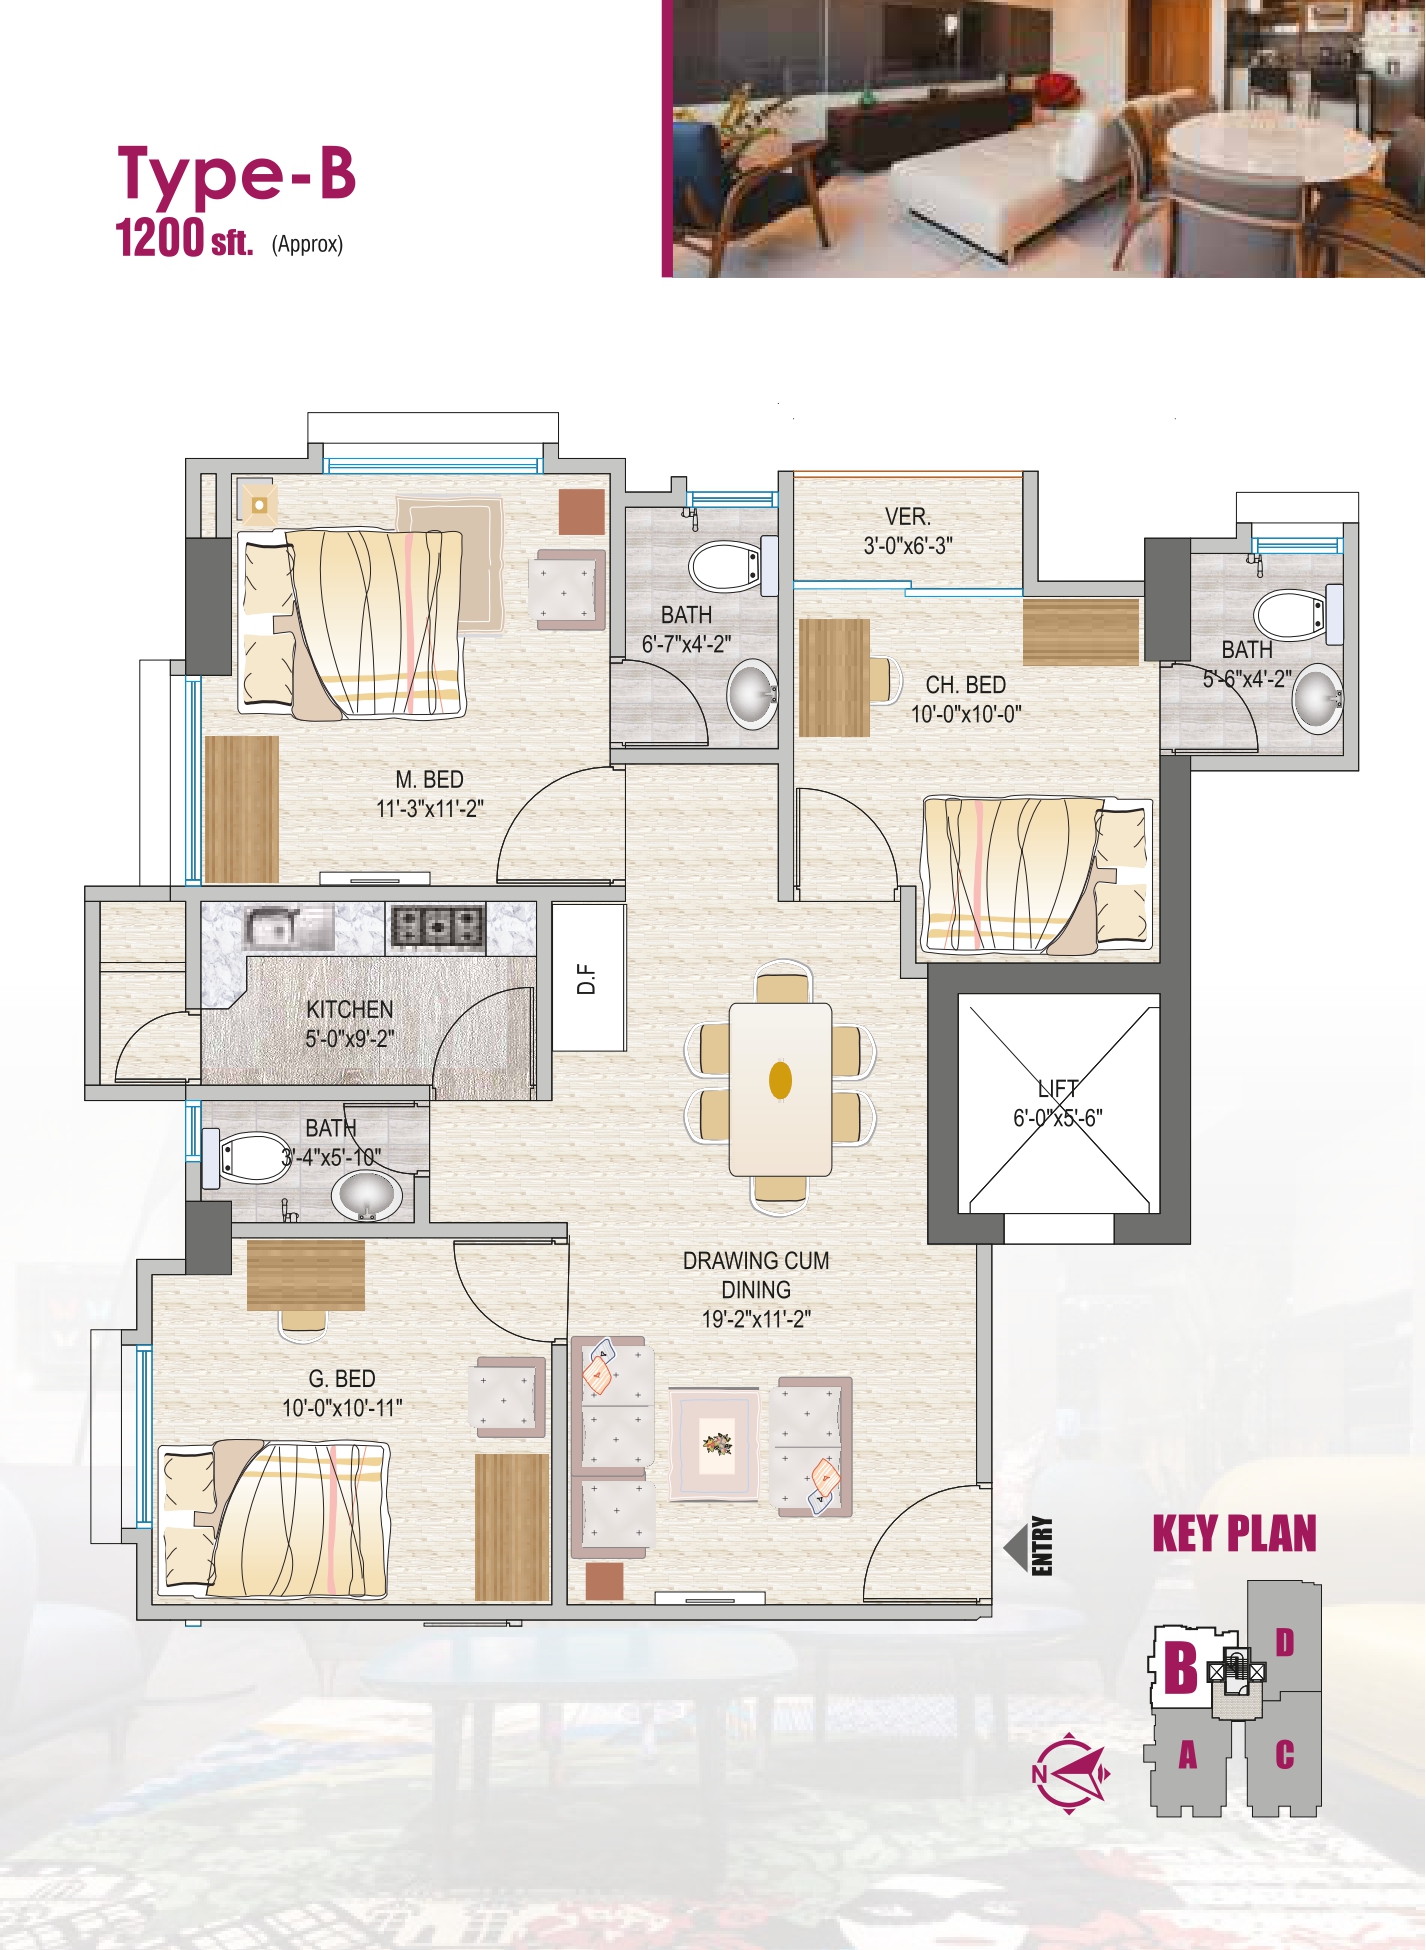 Type-B
1200 sft. (Approx)
VER.
3'-0"x6'-3"
BATH
6'-7"x4'-2"
BATH
5'-6"x4'-2"
CH. BED
10'-0"x10'-0"
M. BED
11'-3"x11'-2"
D.F
KITCHEN
5'-0"x9'-2"
LIFT
6'-0"x5'-6"
BATH
3'-4"x5'-10"
DRAWING CUM
DINING
19'-2"x11'-2"
G. BED
10'-0"x10'-11"
ENTRY
KEY PLAN
D
B
A
C
N